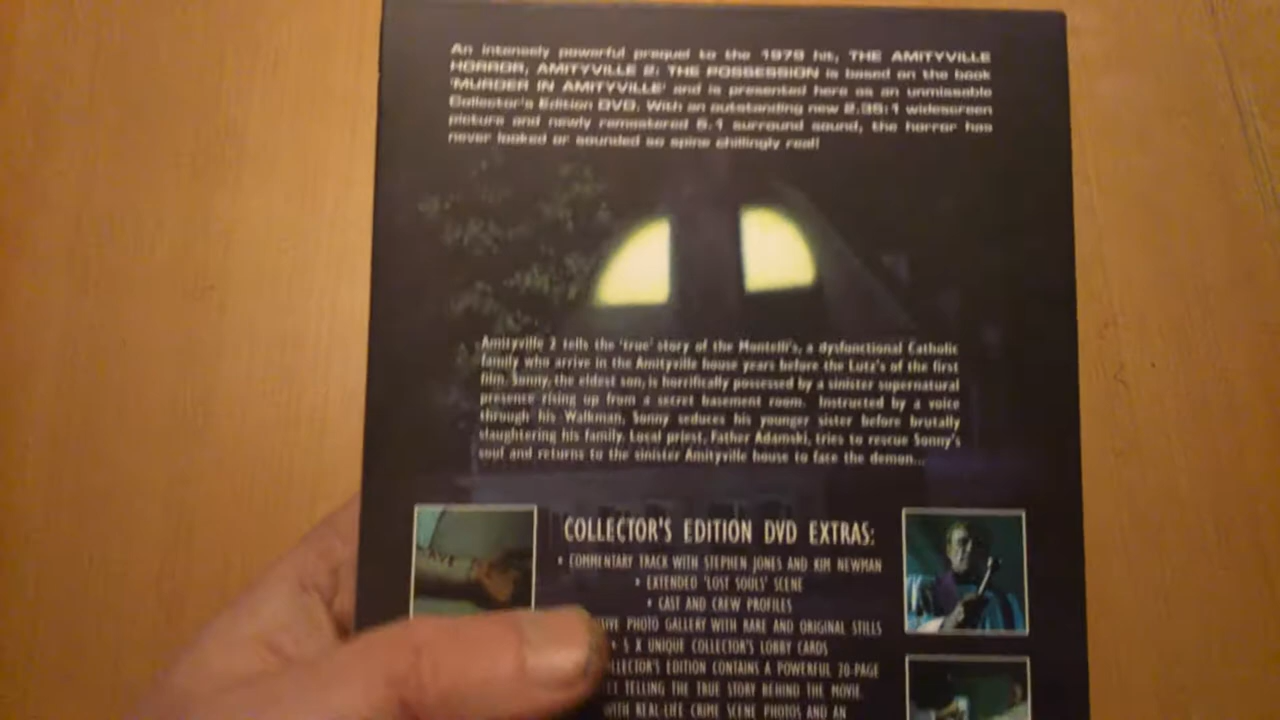 An intensely powerful prequel to the 1979 hit, THE AMITYVILLE
HORROR, AMITYVILLE 2: THE POSSESSION is based on the book
'MURDER IN AMITYVILLE' and is presented here as an unmissable
Collector's Edition DVD. With an outstanding new 2.35:1 widescreen
picture and newly remastered 5.1 surround sound, the horror has
never looked or sounded so spine chillingly real!
Amityville 2 tells the 'true' story of the Montelli's, a dysfunctional Catholic
family who arrive in the Amityville house years before the Lutz's of the first
film. Sonny, the eldest son, is horrifically possessed by a sinister supernatural
presence rising up from a secret basement room. Instructed by a voice
through his Walkman, Sonny seduces his younger sister before brutally
slaughtering his family. Local priest, Father Adamski, tries to rescue Sonny's
soul and returns to the sinister Amityville house to face the demon...
COLLECTOR'S EDITION DVD EXTRAS:
• COMMENTARY TRACK WITH STEPHEN JONES AND KIM NEWMAN
• EXTENDED 'LOST SOULS' SCENE
• CAST AND CREW PROFILES
PHOTO GALLERY WITH RARE AND ORIGINAL STILLS
• 5 X UNIQUE COLLECTOR'S LOBBY CARDS
EDITION CONTAINS A POWERFUL 20-PAGE
TELLING THE TRUE STORY BEHIND THE MOVIE.
WITH REAL-LIFE CRIME SCENE PHOTOS AND AN